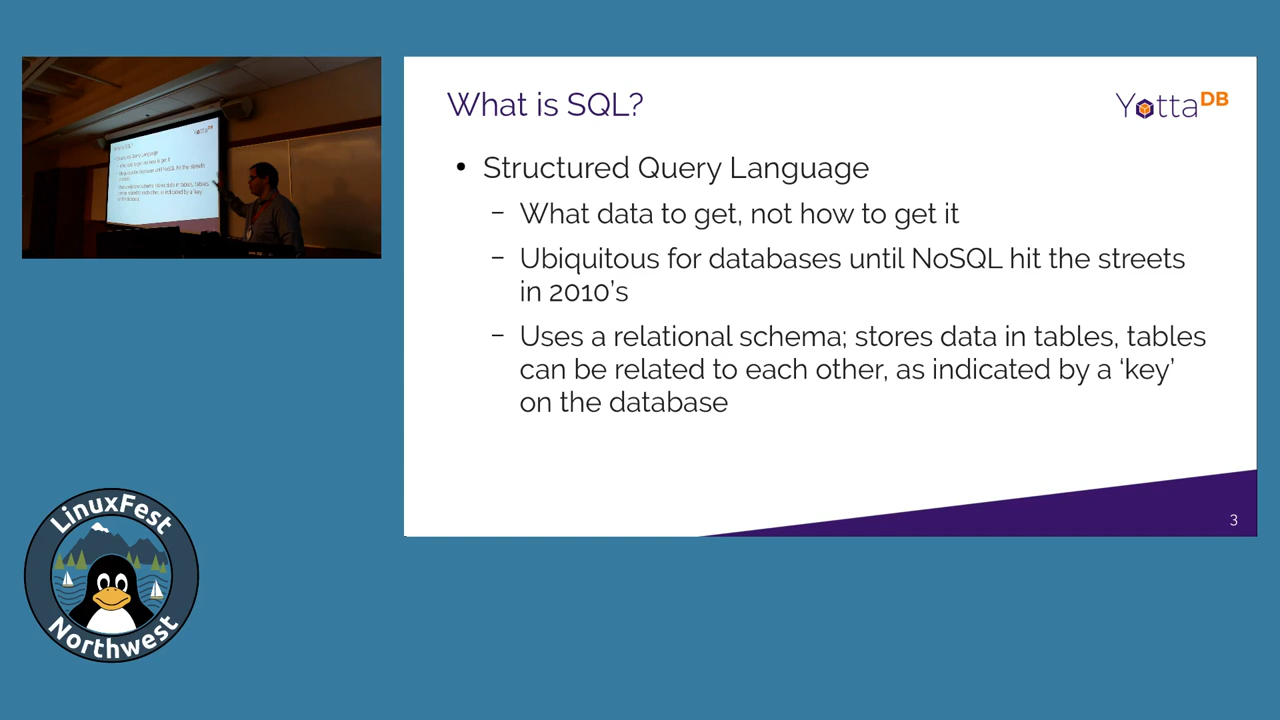 What is SQL?
YottaDB
• Structured Query Language
– What data to get, not how to get it
– Ubiquitous for databases until NoSQL hit the streets
in 2010’s
– Uses a relational schema; stores data in tables, tables
can be related to each other, as indicated by a ‘key’
on the database
3
LinuxFest
Northwest